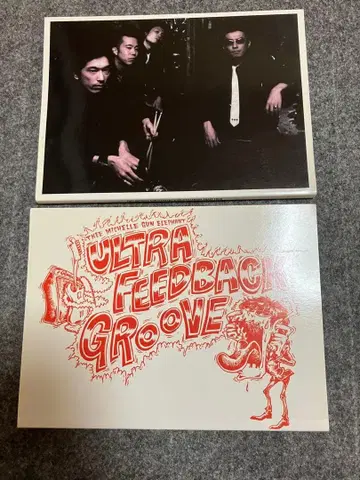 THEE MICHELLE GUN ELEPHANT
ULTRA
FEEDBACK
GROOVE